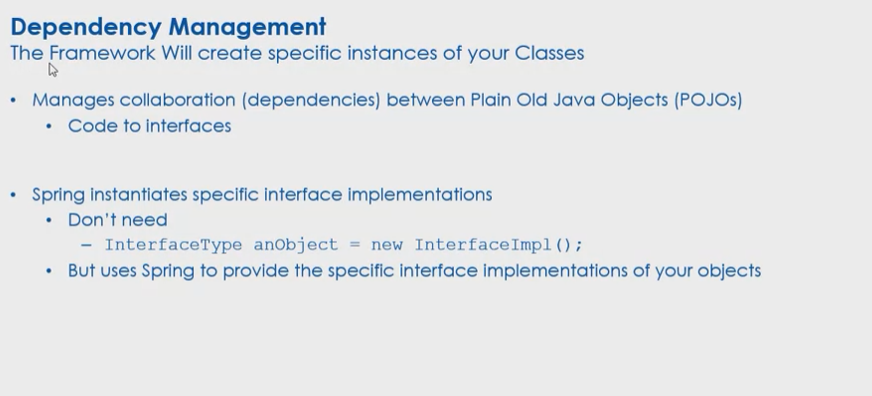 Dependency Management
The Framework Will create specific instances of your Classes
• Manages collaboration (dependencies) between Plain Old Java Objects (POJOs)
• Code to interfaces
• Spring instantiates specific interface implementations
• Don't need
– InterfaceType anObject = new InterfaceImpl();
• But uses Spring to provide the specific interface implementations of your objects